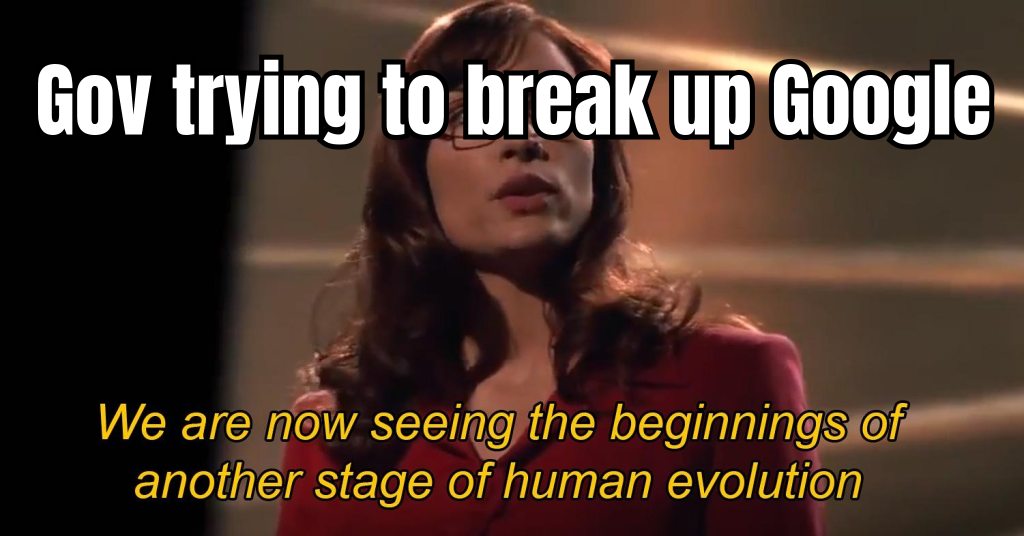 Gov trying to break up Google
We are now seeing the beginnings of
another stage of human evolution